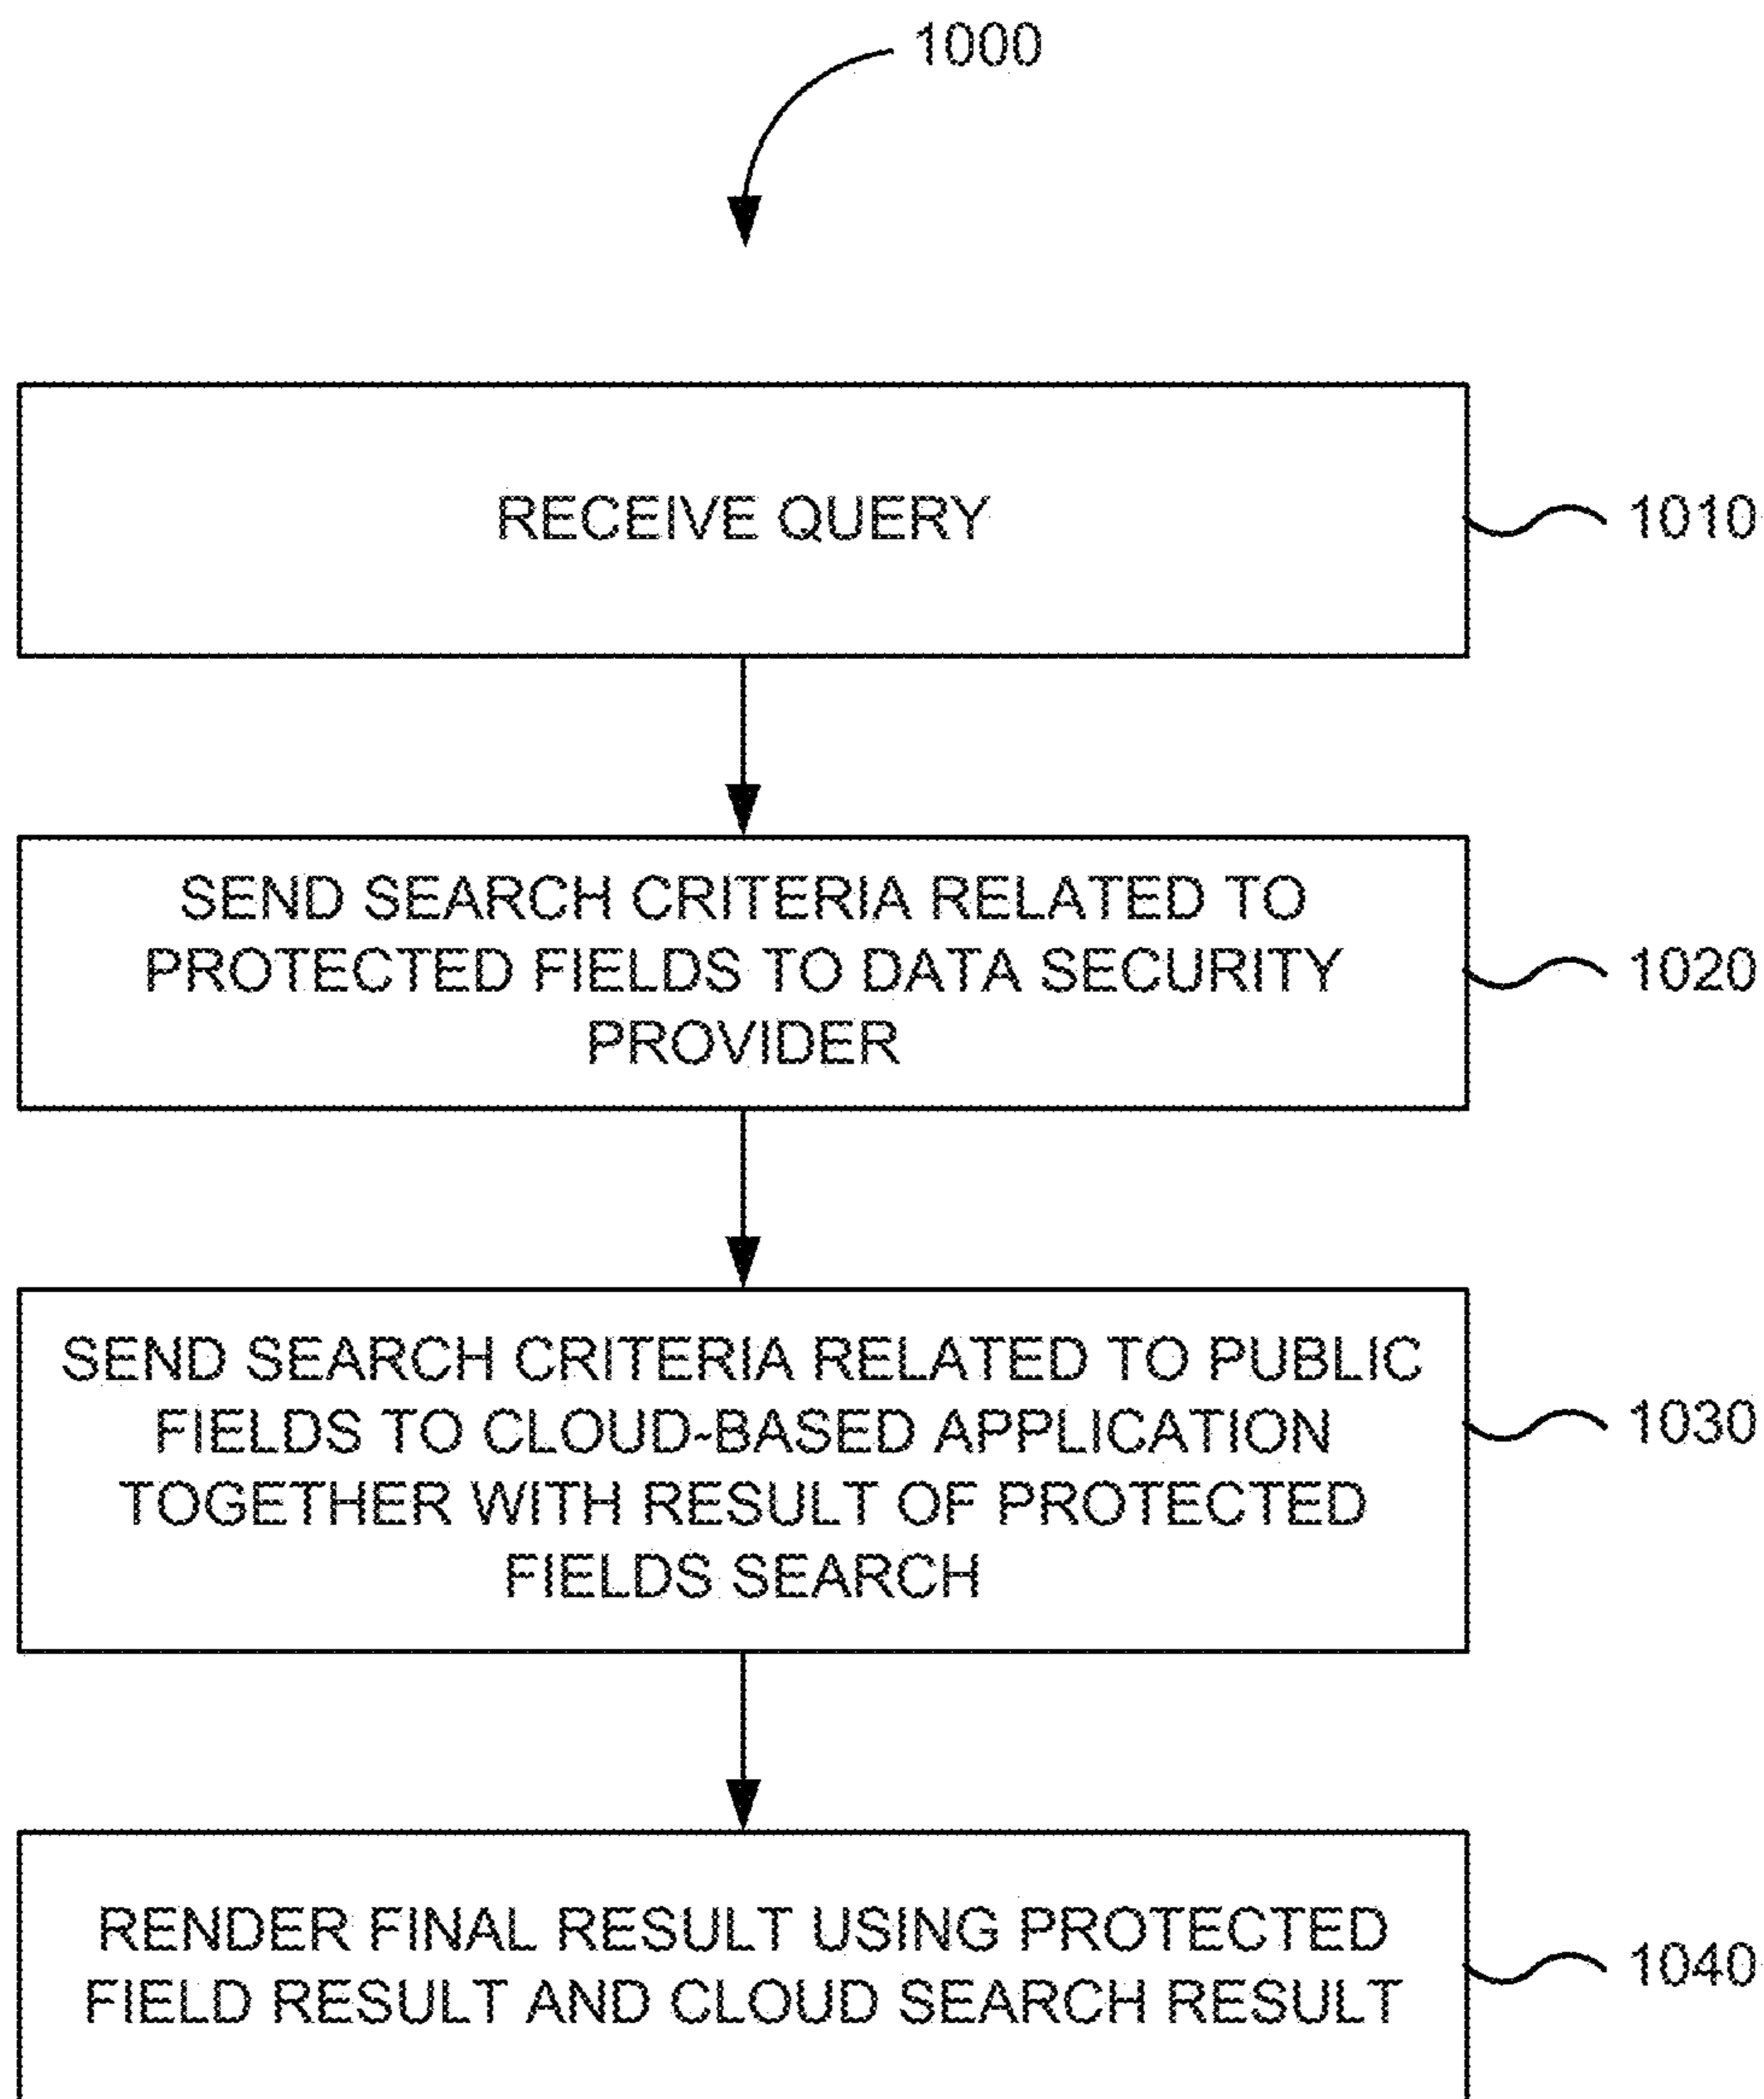 1000
RECEIVE QUERY
1010
SEND SEARCH CRITERIA RELATED TO
PROTECTED FIELDS TO DATA SECURITY
PROVIDER
1020
SEND SEARCH CRITERIA RELATED TO PUBLIC
FIELDS TO CLOUD-BASED APPLICATION
TOGETHER WITH RESULT OF PROTECTED
FIELDS SEARCH
1030
RENDER FINAL RESULT USING PROTECTED
FIELD RESULT AND CLOUD SEARCH RESULT
1040